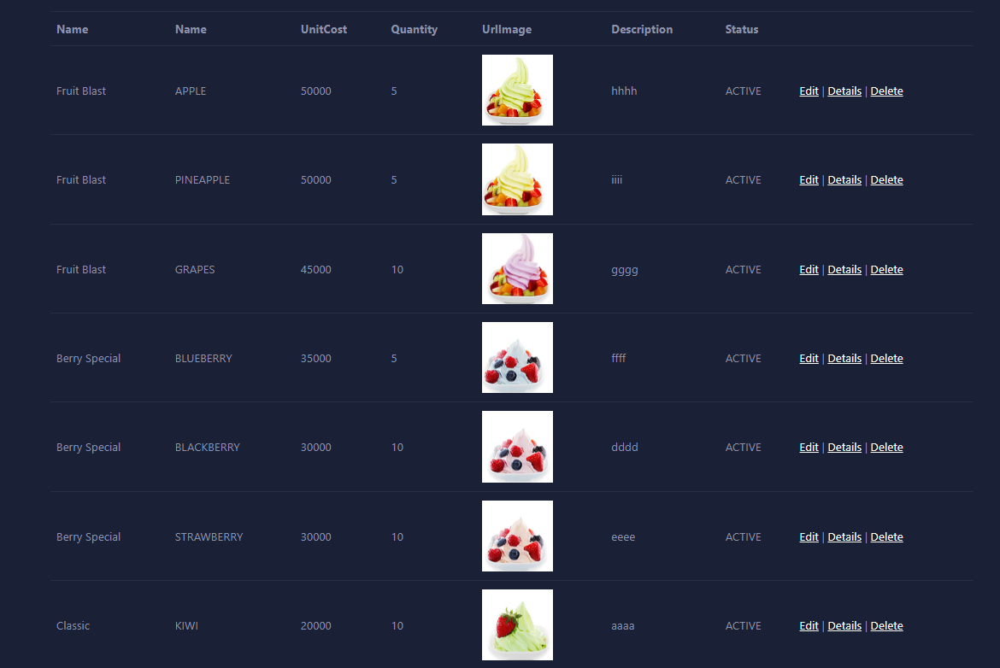 Name Name UnitCost Quantity UrlImage Description Status
Fruit Blast APPLE 50000 5 hhhh ACTIVE Edit | Details | Delete
Fruit Blast PINEAPPLE 50000 5 iiii ACTIVE Edit | Details | Delete
Fruit Blast GRAPES 45000 10 gggg ACTIVE Edit | Details | Delete
Berry Special BLUEBERRY 35000 5 ffff ACTIVE Edit | Details | Delete
Berry Special BLACKBERRY 30000 10 dddd ACTIVE Edit | Details | Delete
Berry Special STRAWBERRY 30000 10 eeee ACTIVE Edit | Details | Delete
Classic KIWI 20000 10 aaaa ACTIVE Edit | Details | Delete